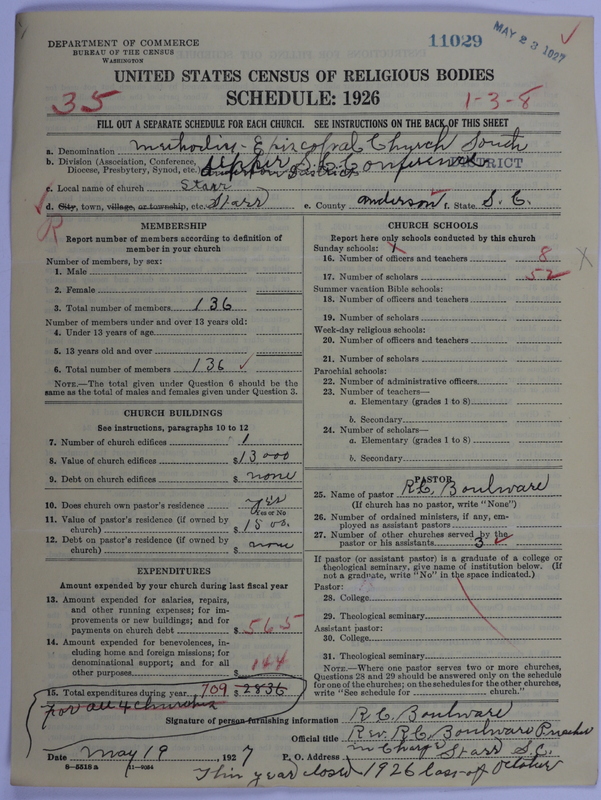 DEPARTMENT OF COMMERCE
BUREAU OF THE CENSUS
WASHINGTON
11029
MAY 23 1927
UNITED STATES CENSUS OF RELIGIOUS BODIES
SCHEDULE: 1926
35
1-3-8
FILL OUT A SEPARATE SCHEDULE FOR EACH CHURCH. SEE INSTRUCTIONS ON THE BACK OF THIS SHEET
a. Denomination Methodist Episcopal Church South
b. Division (Association, Conference, Upper S.C. Conference DISTRICT
Diocese, Presbytery, Synod, etc.) Anderson District
c. Local name of church Starr
d. City, town, village, or township, etc. Starr e. County Anderson f. State S. C.
R
MEMBERSHIP
Report number of members according to definition of
member in your church
Number of members, by sex:
1. Male
2. Female
3. Total number of members 136
Number of members under and over 13 years old:
4. Under 13 years of age
5. 13 years old and over
6. Total number of members 136 ✓
NOTE.—The total given under Question 6 should be the
same as the total of males and females given under Question 3.
CHURCH BUILDINGS
See instructions, paragraphs 10 to 12
7. Number of church edifices 1
8. Value of church edifices $13,000
9. Debt on church edifices $ none
10. Does church own pastor's residence yes
Yes or No
11. Value of pastor's residence (if owned by
church) $ 1500.
12. Debt on pastor's residence (if owned by
church) $ none
EXPENDITURES
Amount expended by your church during last fiscal year
13. Amount expended for salaries, repairs,
and other running expenses; for im-
provements or new buildings; and for
payments on church debt $ 565
14. Amount expended for benevolences, in-
cluding home and foreign missions; for
denominational support; and for all
other purposes $ 144
15. Total expenditures during year 709 $ 2836
For all 4 Churches
CHURCH SCHOOLS
Report here only schools conducted by this church
Sunday schools: 1
16. Number of officers and teachers 8
17. Number of scholars 52
X
Summer vacation Bible schools:
18. Number of officers and teachers
19. Number of scholars
Week-day religious schools:
20. Number of officers and teachers
21. Number of scholars
Parochial schools:
22. Number of administrative officers
23. Number of teachers—
a. Elementary (grades 1 to 8)
b. Secondary
24. Number of scholars—
a. Elementary (grades 1 to 8)
b. Secondary
PASTOR
25. Name of pastor R.C. Boulware
(If church has no pastor, write "None")
26. Number of ordained ministers, if any, em-
ployed as assistant pastors
27. Number of other churches served by the
pastor or his assistants 3 ✓
If pastor (or assistant pastor) is a graduate of a college or
theological seminary, give name of institution below. (If
not a graduate, write "No" in the space indicated.)
Pastor:
28. College
29. Theological seminary
Assistant pastor:
30. College
31. Theological seminary
NOTE.—Where one pastor serves two or more churches,
Questions 28 and 29 should be answered only on the schedule
for one of the churches; on the schedules for the other churches,
write "See schedule for church."
Signature of person furnishing information R. C. Boulware
Official title Rev. R.C. Boulware Preacher
in Charge
Date May 19, 1927 P. O. Address Starr S.C.
8-5518a 11-9084
This year closed 1926 last of October